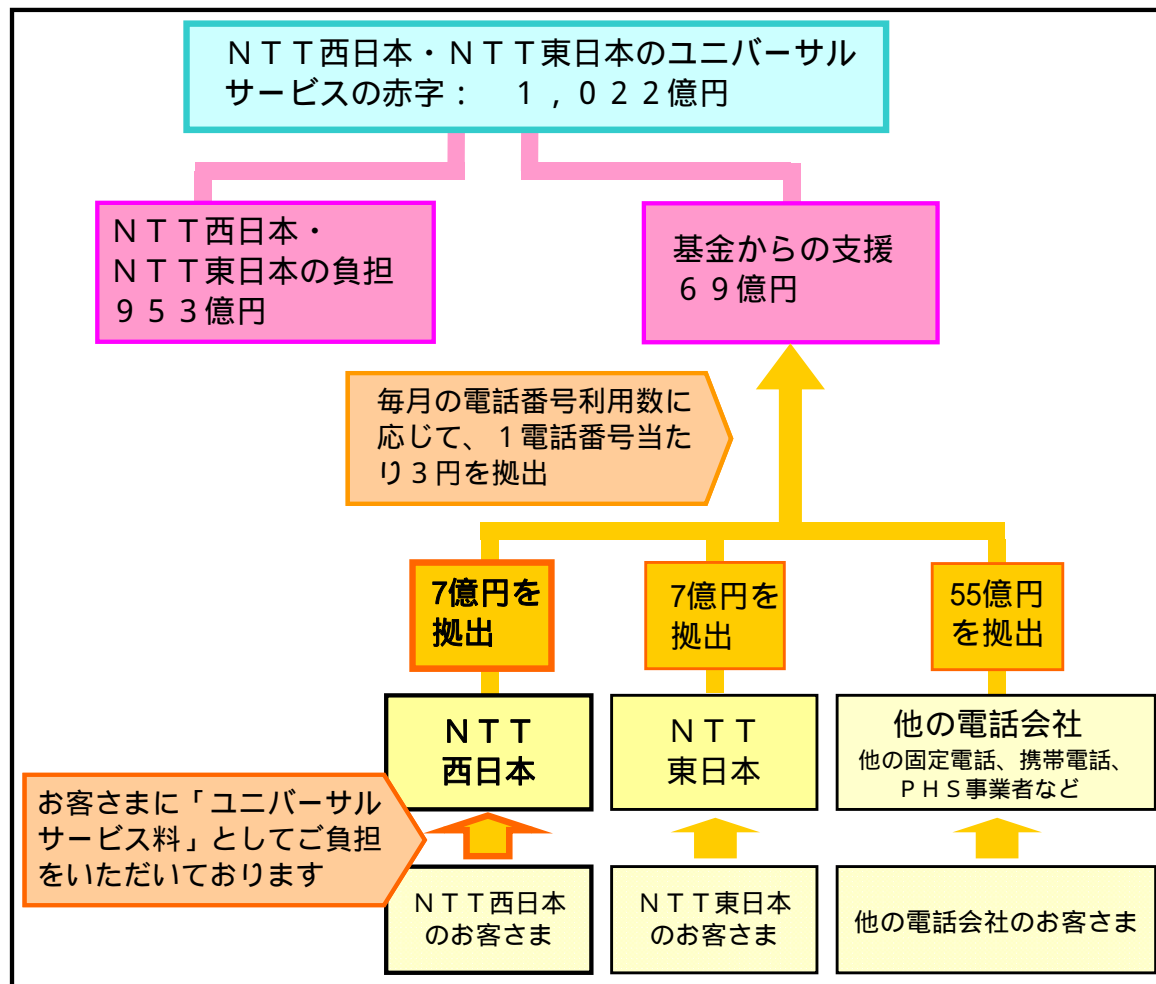 ＮＴＴ西日本・ＮＴＴ東日本のユニバーサル
サービスの赤字：　１，０２２億円
ＮＴＴ西日本・
ＮＴＴ東日本の負担
９５３億円
基金からの支援
６９億円
毎月の電話番号利用数に
応じて、１電話番号当た
り３円を拠出
7億円を
拠出
7億円を
拠出
55億円
を拠出
ＮＴＴ
西日本
ＮＴＴ
東日本
他の電話会社
他の固定電話、携帯電話、
ＰＨＳ事業者など
お客さまに「ユニバーサル
サービス料」としてご負担
をいただいております
ＮＴＴ西日本
のお客さま
ＮＴＴ東日本
のお客さま
他の電話会社のお客さま